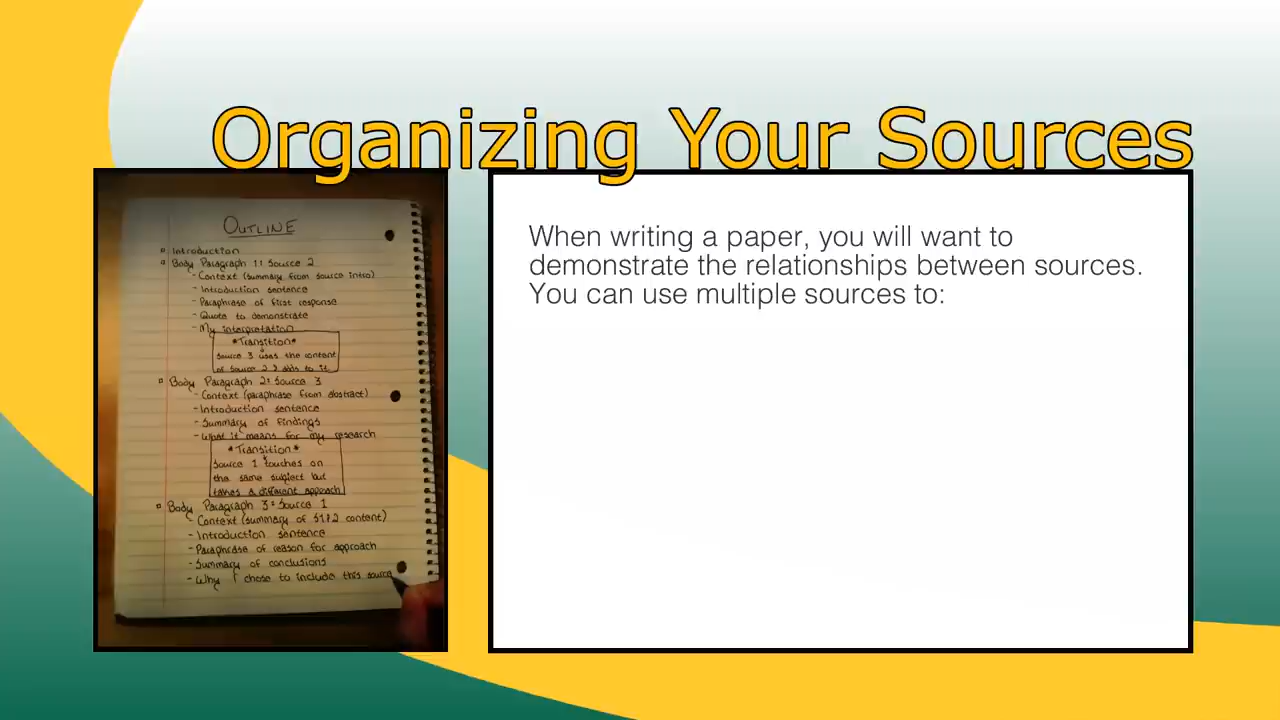 Organizing Your Sources
OUTLINE
Introduction
Body Paragraph 1: Source 2
- Context (summary from source intro)
- Introduction sentence
- Paraphrase of first response
- Quote to demonstrate
- My interpretation
*Transition*
Source 3 uses the content
of Source 2 & adds to it.
Body Paragraph 2: Source 3
- Context (paraphrase from abstract)
- Introduction sentence
- Summary of findings
- What it means for my research
*Transition*
Source 1 touches on
the same subject but
takes a different approach
Body Paragraph 3: Source 1
- Context (summary of S1&2 content)
- Introduction sentence
- Paraphrase of reason for approach
- Summary of conclusions
- Why I chose to include this source
When writing a paper, you will want to
demonstrate the relationships between sources.
You can use multiple sources to: